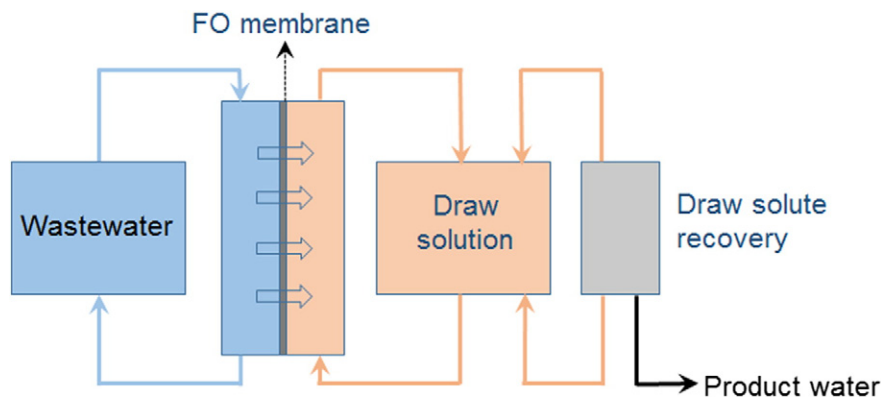 FO membrane
Wastewater
Draw
solution
Draw solute
recovery
Product water